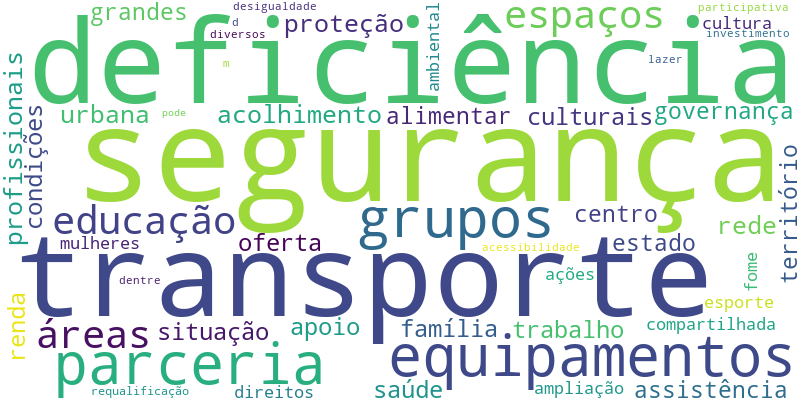 grandes
desigualdade
d
diversos
proteção
ambiental
espaços
participativa
cultura
investimento
deficiência
m
lazer
profissionais
condições
urbana
pode
acolhimento
alimentar
culturais
governança
segurança
território
educação
grupos
centro
rede
mulheres
oferta
acessibilidade
estado
transporte
dentre
ações
fome
renda
esporte
áreas
situação
apoio
família
trabalho
compartilhada
parceria
equipamentos
requalificação
direitos
saúde
ampliação
assistência